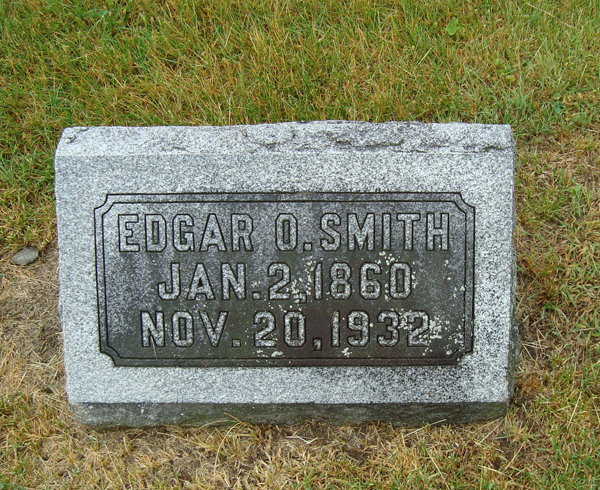 EDGAR O. SMITH
JAN. 2, 1860
NOV. 20, 1932